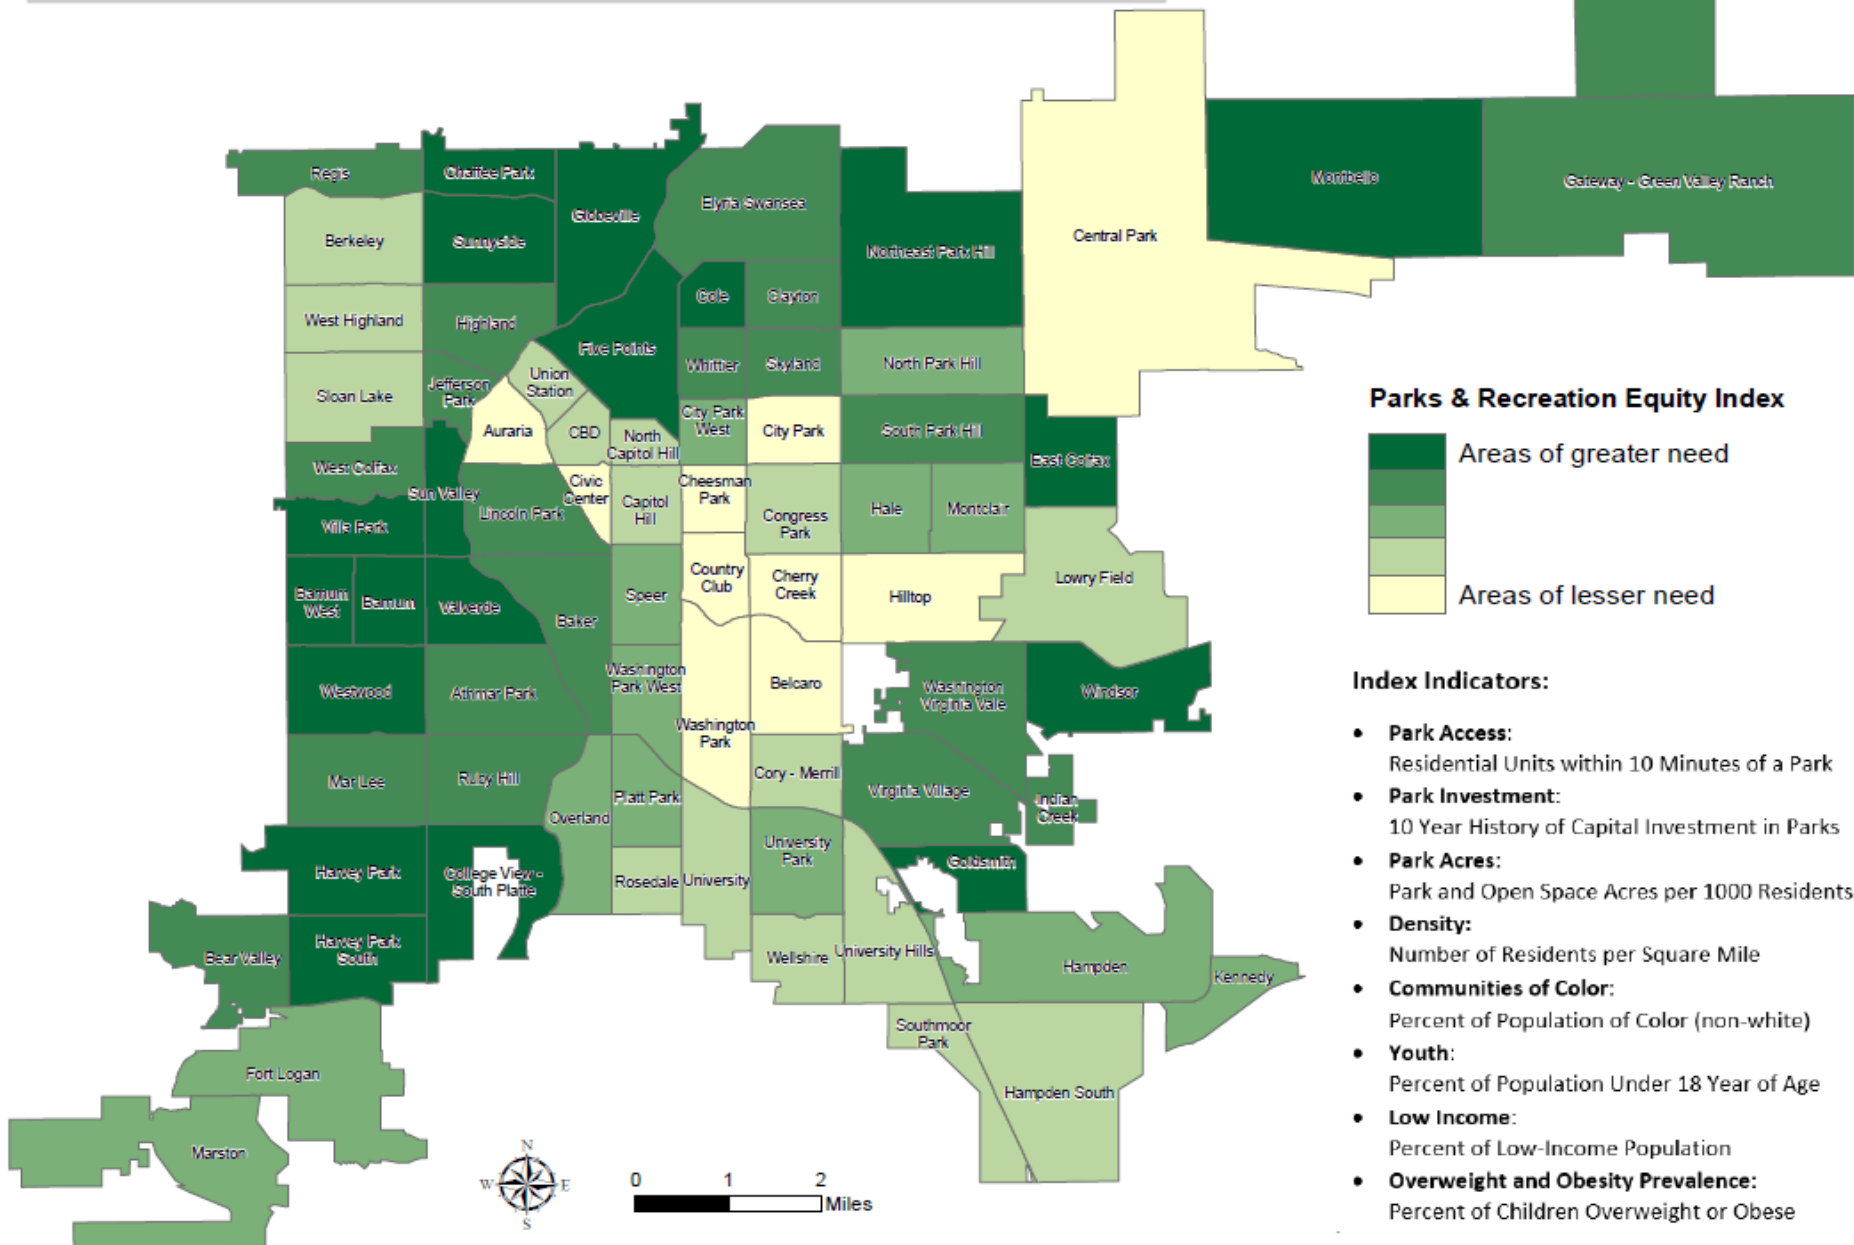 Regis
Chaffee Park
Globeville
Elyria Swansea
Montbello
Gateway - Green Valley Ranch
Berkeley
Sunnyside
Northeast Park Hill
Central Park
Cole
Clayton
West Highland
Highland
Five Points
Whittier
Skyland
North Park Hill
Union
Station
Jefferson
Park
Sloan Lake
Auraria
CBD
North
Capitol Hill
City Park
West
City Park
South Park Hill
East Colfax
West Colfax
Sun Valley
Lincoln Park
Civic
Center
Capitol
Hill
Cheesman
Park
Congress
Park
Hale
Montclair
Villa Park
Barnum
West
Barnum
Valverde
Baker
Speer
Country
Club
Cherry
Creek
Hilltop
Lowry Field
Westwood
Athmar Park
Washington
Park West
Washington
Park
Belcaro
Washington
Virginia Vale
Windsor
Mar Lee
Ruby Hill
Overland
Platt Park
Cory - Merrill
Virginia Village
Indian
Creek
University
Park
Goldsmith
Harvey Park
College View -
South Platte
Rosedale
University
Bear Valley
Harvey Park
South
Wellshire
University Hills
Hampden
Kennedy
Southmoor
Park
Hampden South
Fort Logan
Marston
N
W
E
S
0 1 2
Miles
Parks & Recreation Equity Index
Areas of greater need
Areas of lesser need
Index Indicators:
• Park Access:
Residential Units within 10 Minutes of a Park
• Park Investment:
10 Year History of Capital Investment in Parks
• Park Acres:
Park and Open Space Acres per 1000 Residents
• Density:
Number of Residents per Square Mile
• Communities of Color:
Percent of Population of Color (non-white)
• Youth:
Percent of Population Under 18 Year of Age
• Low Income:
Percent of Low-Income Population
• Overweight and Obesity Prevalence:
Percent of Children Overweight or Obese